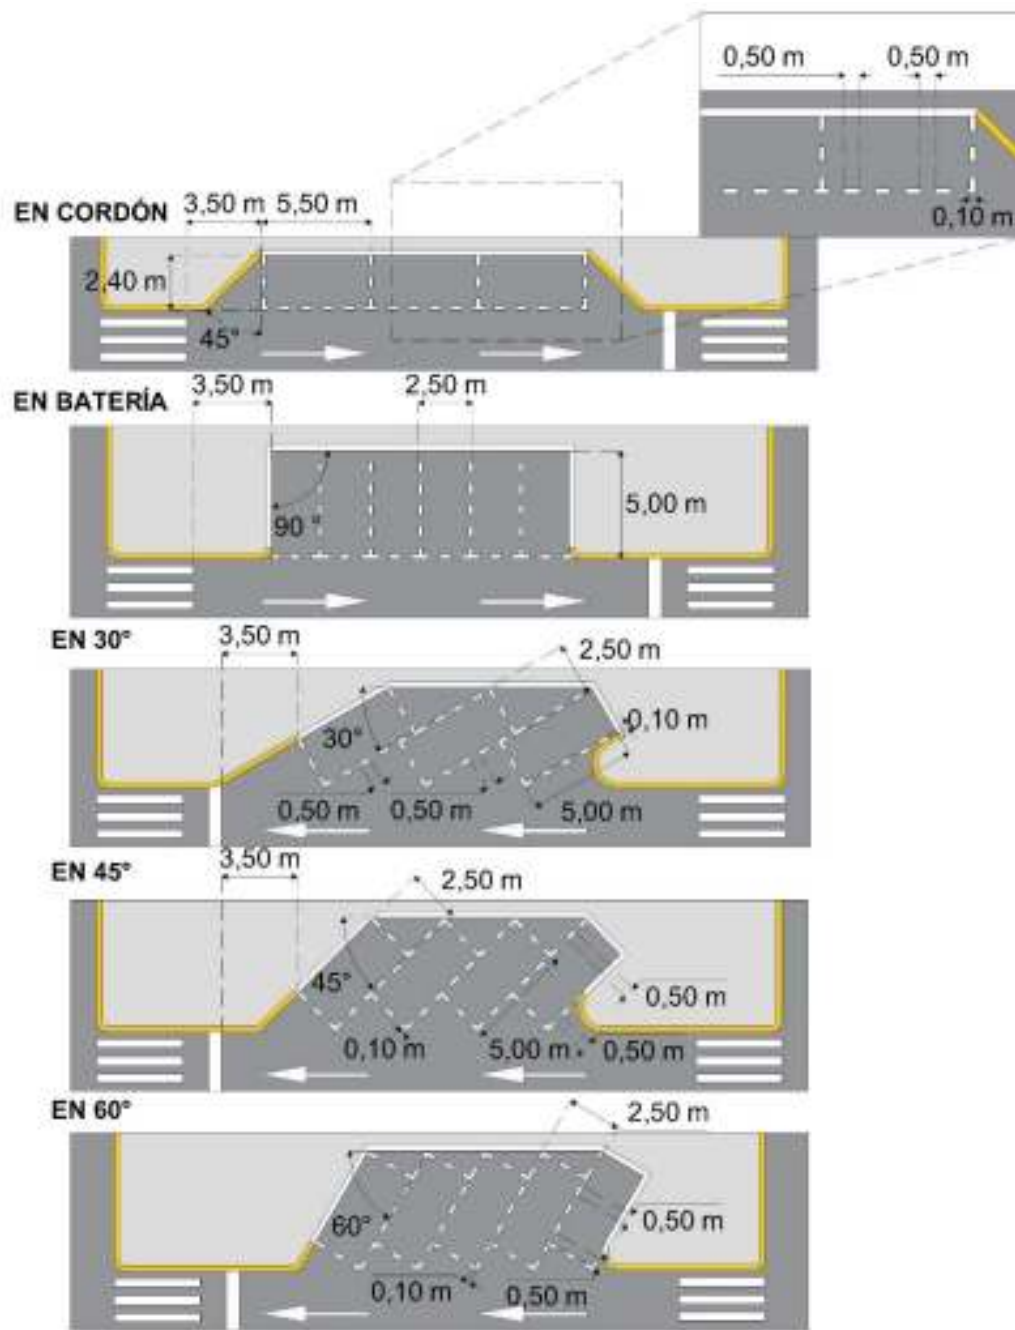 0,50 m 0,50 m
0,10 m
EN CORDÓN
3,50 m 5,50 m
2,40 m
45°
EN BATERÍA
3,50 m 2,50 m
5,00 m
90 °
EN 30°
3,50 m
2,50 m
0,10 m
30°
0,50 m 0,50 m 5,00 m
EN 45°
3,50 m
2,50 m
45°
0,50 m
0,10 m 5,00 m 0,50 m
EN 60°
2,50 m
60°
0,50 m
0,10 m 0,50 m